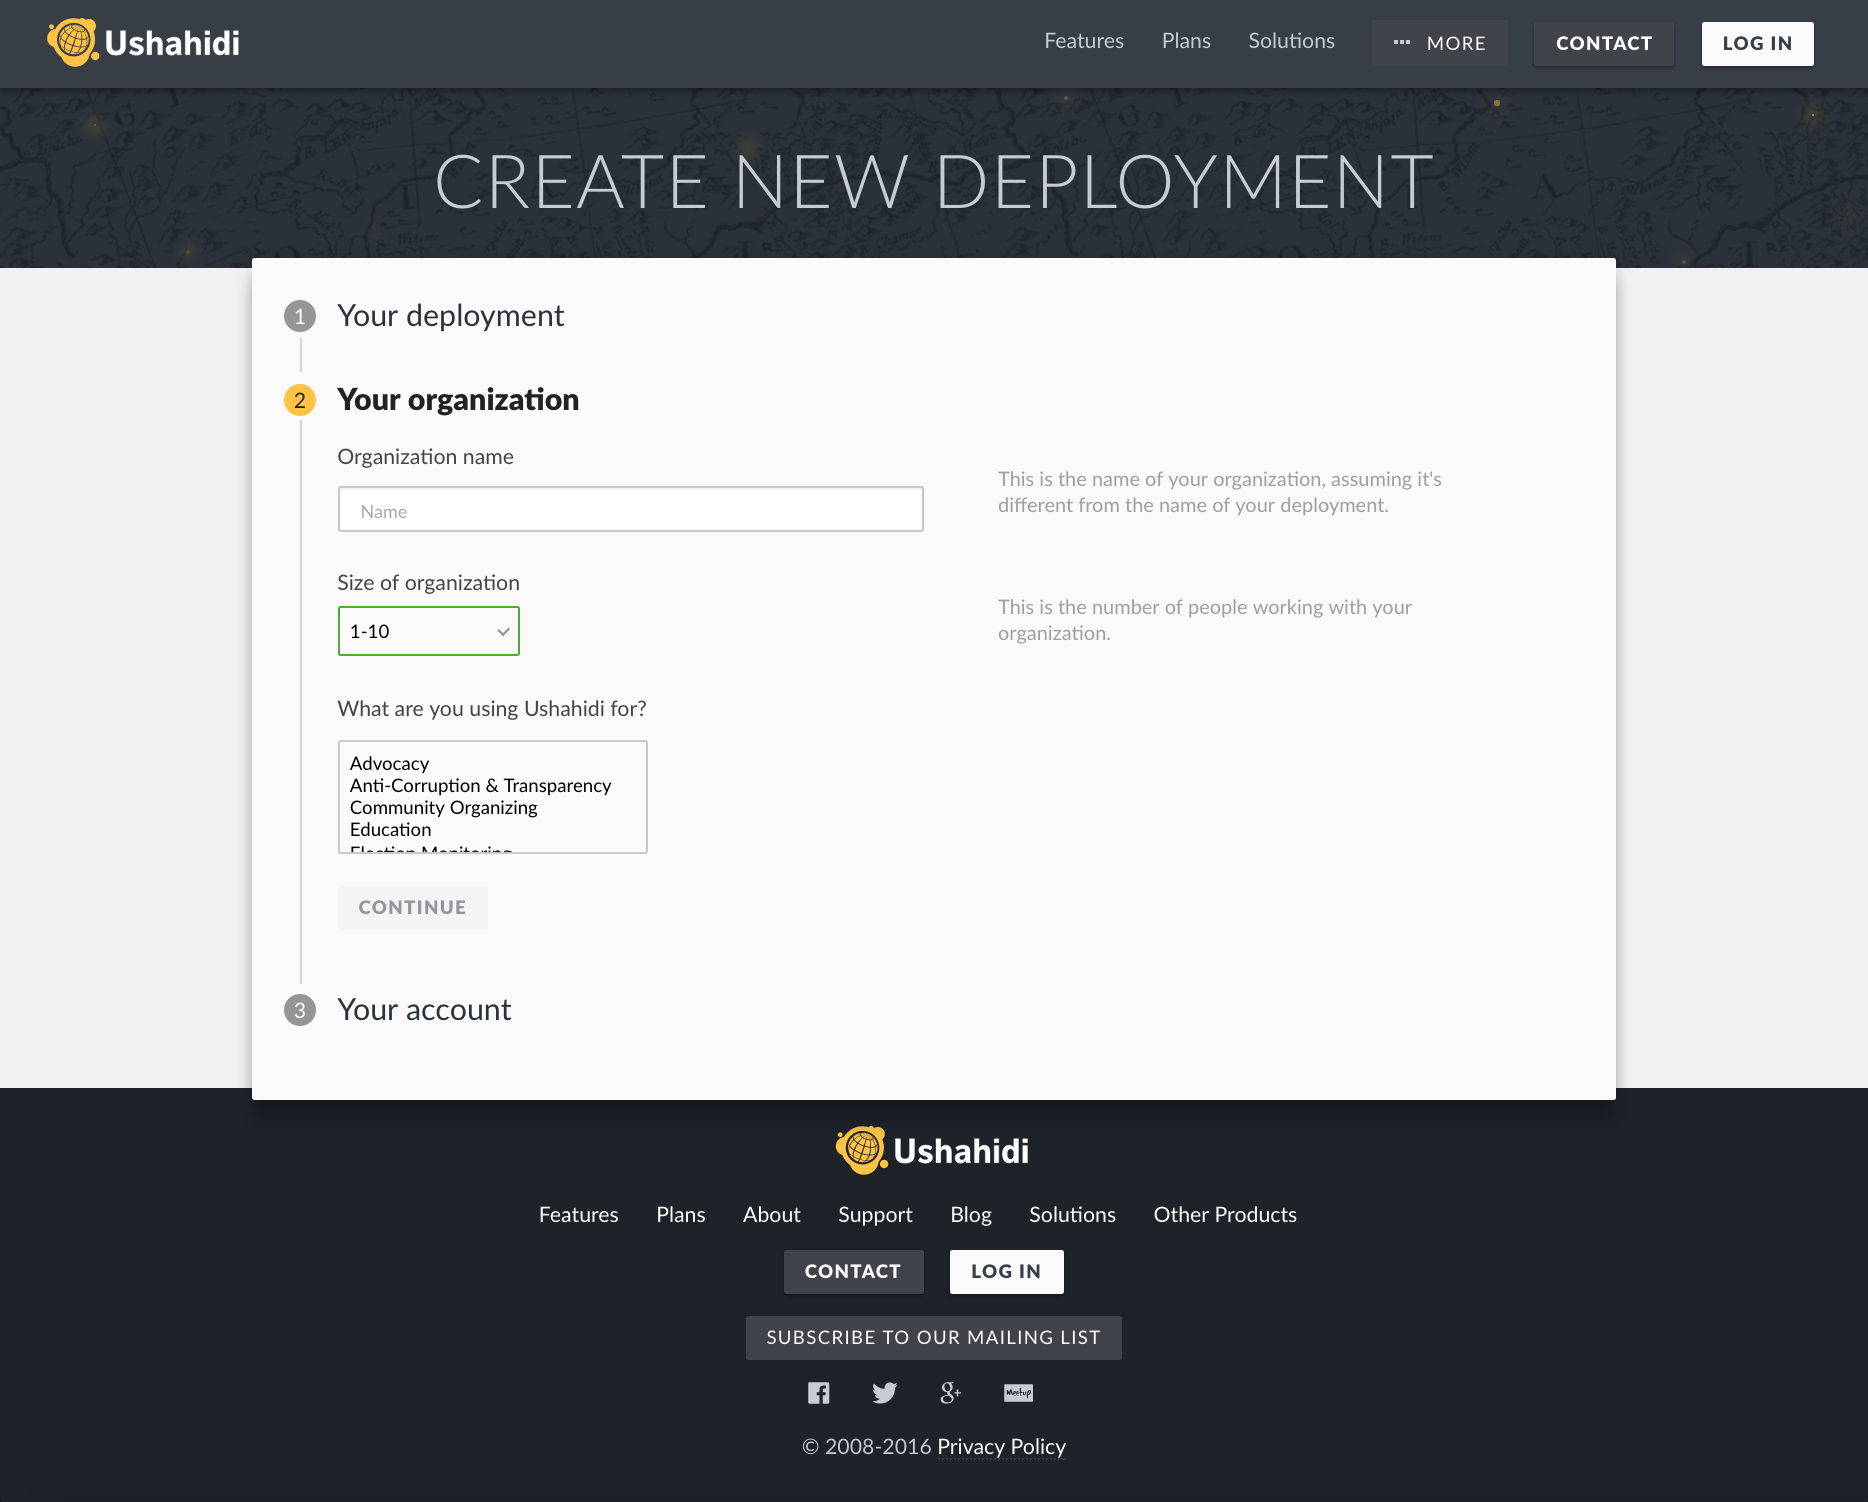 Ushahidi
Features Plans Solutions ··· MORE CONTACT LOG IN
CREATE NEW DEPLOYMENT
1 Your deployment
2 Your organization
Organization name
Name
This is the name of your organization, assuming it's
different from the name of your deployment.
Size of organization
1-10
This is the number of people working with your
organization.
What are you using Ushahidi for?
Advocacy
Anti-Corruption & Transparency
Community Organizing
Education
Election Monitoring
CONTINUE
3 Your account
Ushahidi
Features Plans About Support Blog Solutions Other Products
CONTACT LOG IN
SUBSCRIBE TO OUR MAILING LIST
g+ Meetup
© 2008-2016 Privacy Policy